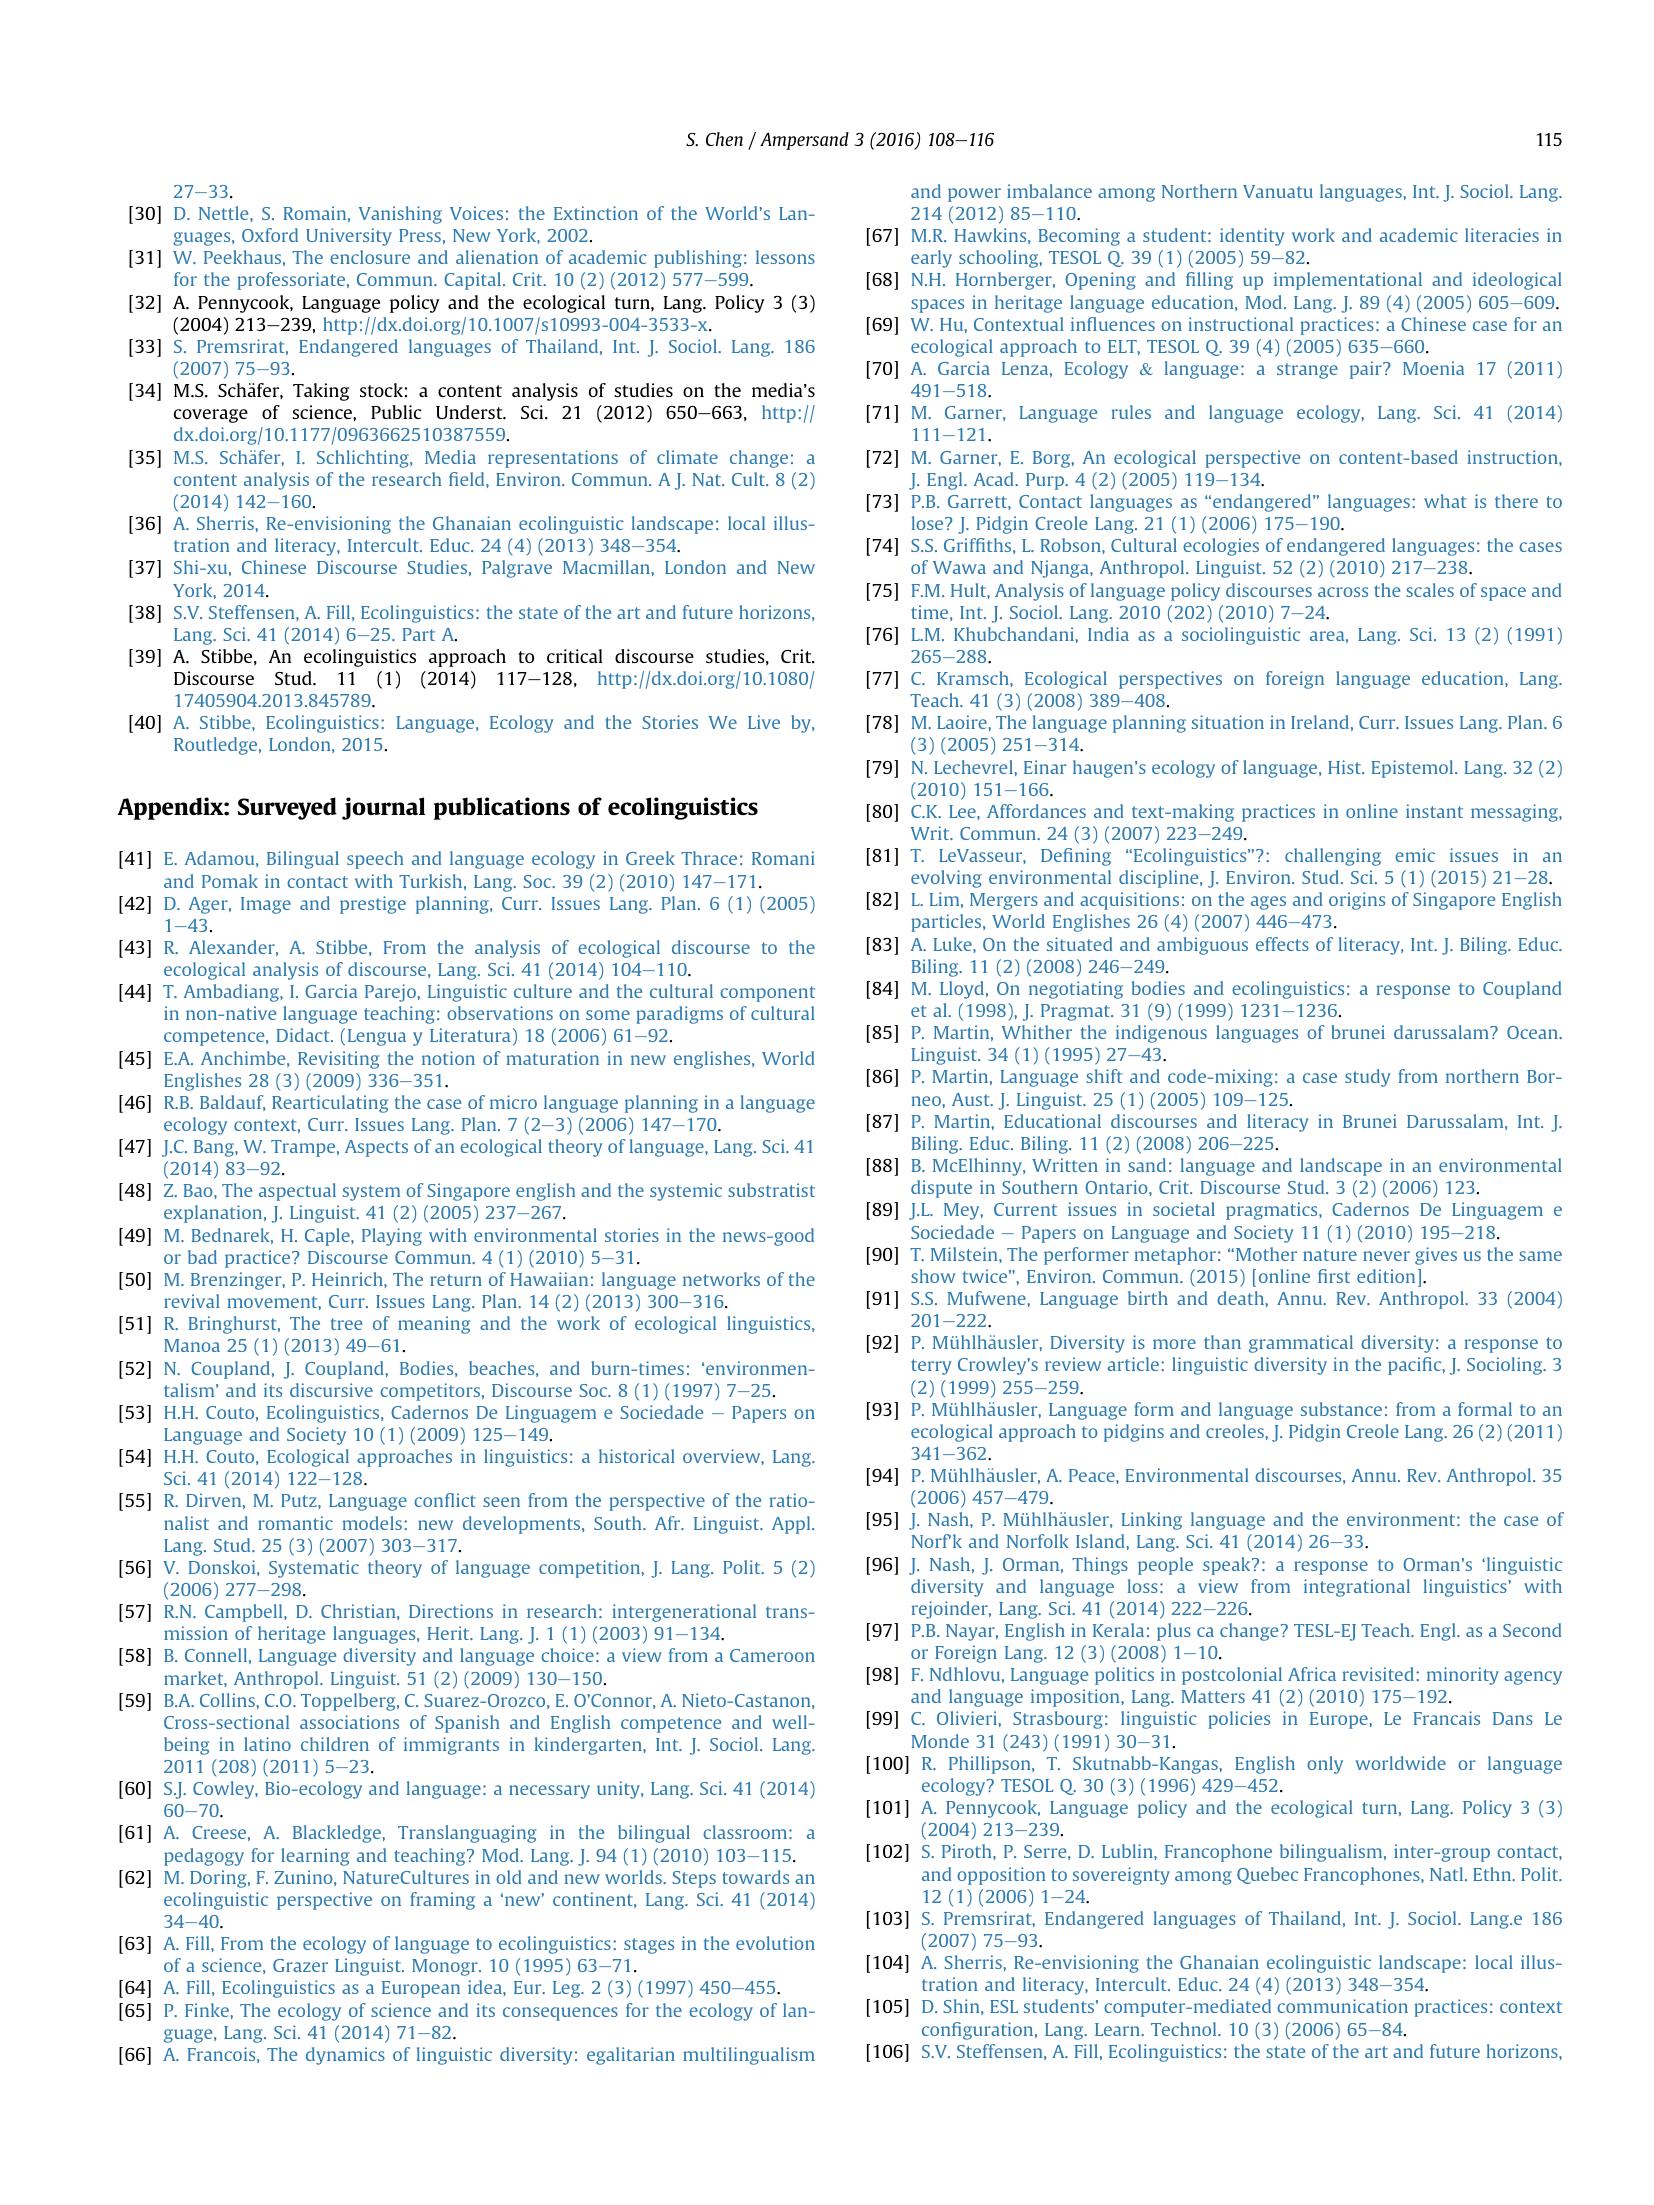 S. Chen / Ampersand 3 (2016) 108–116
115
27–33.
[30] D. Nettle, S. Romain, Vanishing Voices: the Extinction of the World's Lan-
guages, Oxford University Press, New York, 2002.
[31] W. Peekhaus, The enclosure and alienation of academic publishing: lessons
for the professoriate, Commun. Capital. Crit. 10 (2) (2012) 577–599.
[32] A. Pennycook, Language policy and the ecological turn, Lang. Policy 3 (3)
(2004) 213–239, http://dx.doi.org/10.1007/s10993-004-3533-x.
[33] S. Premsrirat, Endangered languages of Thailand, Int. J. Sociol. Lang. 186
(2007) 75–93.
[34] M.S. Schäfer, Taking stock: a content analysis of studies on the media's
coverage of science, Public Underst. Sci. 21 (2012) 650–663, http://
dx.doi.org/10.1177/0963662510387559.
[35] M.S. Schäfer, I. Schlichting, Media representations of climate change: a
content analysis of the research field, Environ. Commun. A J. Nat. Cult. 8 (2)
(2014) 142–160.
[36] A. Sherris, Re-envisioning the Ghanaian ecolinguistic landscape: local illus-
tration and literacy, Intercult. Educ. 24 (4) (2013) 348–354.
[37] Shi-xu, Chinese Discourse Studies, Palgrave Macmillan, London and New
York, 2014.
[38] S.V. Steffensen, A. Fill, Ecolinguistics: the state of the art and future horizons,
Lang. Sci. 41 (2014) 6–25. Part A.
[39] A. Stibbe, An ecolinguistics approach to critical discourse studies, Crit.
Discourse Stud. 11 (1) (2014) 117–128, http://dx.doi.org/10.1080/
17405904.2013.845789.
[40] A. Stibbe, Ecolinguistics: Language, Ecology and the Stories We Live by,
Routledge, London, 2015.
Appendix: Surveyed journal publications of ecolinguistics
[41] E. Adamou, Bilingual speech and language ecology in Greek Thrace: Romani
and Pomak in contact with Turkish, Lang. Soc. 39 (2) (2010) 147–171.
[42] D. Ager, Image and prestige planning, Curr. Issues Lang. Plan. 6 (1) (2005)
1–43.
[43] R. Alexander, A. Stibbe, From the analysis of ecological discourse to the
ecological analysis of discourse, Lang. Sci. 41 (2014) 104–110.
[44] T. Ambadiang, I. Garcia Parejo, Linguistic culture and the cultural component
in non-native language teaching: observations on some paradigms of cultural
competence, Didact. (Lengua y Literatura) 18 (2006) 61–92.
[45] E.A. Anchimbe, Revisiting the notion of maturation in new englishes, World
Englishes 28 (3) (2009) 336–351.
[46] R.B. Baldauf, Rearticulating the case of micro language planning in a language
ecology context, Curr. Issues Lang. Plan. 7 (2–3) (2006) 147–170.
[47] J.C. Bang, W. Trampe, Aspects of an ecological theory of language, Lang. Sci. 41
(2014) 83–92.
[48] Z. Bao, The aspectual system of Singapore english and the systemic substratist
explanation, J. Linguist. 41 (2) (2005) 237–267.
[49] M. Bednarek, H. Caple, Playing with environmental stories in the news-good
or bad practice? Discourse Commun. 4 (1) (2010) 5–31.
[50] M. Brenzinger, P. Heinrich, The return of Hawaiian: language networks of the
revival movement, Curr. Issues Lang. Plan. 14 (2) (2013) 300–316.
[51] R. Bringhurst, The tree of meaning and the work of ecological linguistics,
Manoa 25 (1) (2013) 49–61.
[52] N. Coupland, J. Coupland, Bodies, beaches, and burn-times: 'environmen-
talism' and its discursive competitors, Discourse Soc. 8 (1) (1997) 7–25.
[53] H.H. Couto, Ecolinguistics, Cadernos De Linguagem e Sociedade – Papers on
Language and Society 10 (1) (2009) 125–149.
[54] H.H. Couto, Ecological approaches in linguistics: a historical overview, Lang.
Sci. 41 (2014) 122–128.
[55] R. Dirven, M. Putz, Language conflict seen from the perspective of the ratio-
nalist and romantic models: new developments, South. Afr. Linguist. Appl.
Lang. Stud. 25 (3) (2007) 303–317.
[56] V. Donskoi, Systematic theory of language competition, J. Lang. Polit. 5 (2)
(2006) 277–298.
[57] R.N. Campbell, D. Christian, Directions in research: intergenerational trans-
mission of heritage languages, Herit. Lang. J. 1 (1) (2003) 91–134.
[58] B. Connell, Language diversity and language choice: a view from a Cameroon
market, Anthropol. Linguist. 51 (2) (2009) 130–150.
[59] B.A. Collins, C.O. Toppelberg, C. Suarez-Orozco, E. O'Connor, A. Nieto-Castanon,
Cross-sectional associations of Spanish and English competence and well-
being in latino children of immigrants in kindergarten, Int. J. Sociol. Lang.
2011 (208) (2011) 5–23.
[60] S.J. Cowley, Bio-ecology and language: a necessary unity, Lang. Sci. 41 (2014)
60–70.
[61] A. Creese, A. Blackledge, Translanguaging in the bilingual classroom: a
pedagogy for learning and teaching? Mod. Lang. J. 94 (1) (2010) 103–115.
[62] M. Doring, F. Zunino, NatureCultures in old and new worlds. Steps towards an
ecolinguistic perspective on framing a 'new' continent, Lang. Sci. 41 (2014)
34–40.
[63] A. Fill, From the ecology of language to ecolinguistics: stages in the evolution
of a science, Grazer Linguist. Monogr. 10 (1995) 63–71.
[64] A. Fill, Ecolinguistics as a European idea, Eur. Leg. 2 (3) (1997) 450–455.
[65] P. Finke, The ecology of science and its consequences for the ecology of lan-
guage, Lang. Sci. 41 (2014) 71–82.
[66] A. Francois, The dynamics of linguistic diversity: egalitarian multilingualism
and power imbalance among Northern Vanuatu languages, Int. J. Sociol. Lang.
214 (2012) 85–110.
[67] M.R. Hawkins, Becoming a student: identity work and academic literacies in
early schooling, TESOL Q. 39 (1) (2005) 59–82.
[68] N.H. Hornberger, Opening and filling up implementational and ideological
spaces in heritage language education, Mod. Lang. J. 89 (4) (2005) 605–609.
[69] W. Hu, Contextual influences on instructional practices: a Chinese case for an
ecological approach to ELT, TESOL Q. 39 (4) (2005) 635–660.
[70] A. Garcia Lenza, Ecology & language: a strange pair? Moenia 17 (2011)
491–518.
[71] M. Garner, Language rules and language ecology, Lang. Sci. 41 (2014)
111–121.
[72] M. Garner, E. Borg, An ecological perspective on content-based instruction,
J. Engl. Acad. Purp. 4 (2) (2005) 119–134.
[73] P.B. Garrett, Contact languages as "endangered" languages: what is there to
lose? J. Pidgin Creole Lang. 21 (1) (2006) 175–190.
[74] S.S. Griffiths, L. Robson, Cultural ecologies of endangered languages: the cases
of Wawa and Njanga, Anthropol. Linguist. 52 (2) (2010) 217–238.
[75] F.M. Hult, Analysis of language policy discourses across the scales of space and
time, Int. J. Sociol. Lang. 2010 (202) (2010) 7–24.
[76] L.M. Khubchandani, India as a sociolinguistic area, Lang. Sci. 13 (2) (1991)
265–288.
[77] C. Kramsch, Ecological perspectives on foreign language education, Lang.
Teach. 41 (3) (2008) 389–408.
[78] M. Laoire, The language planning situation in Ireland, Curr. Issues Lang. Plan. 6
(3) (2005) 251–314.
[79] N. Lechevrel, Einar haugen's ecology of language, Hist. Epistemol. Lang. 32 (2)
(2010) 151–166.
[80] C.K. Lee, Affordances and text-making practices in online instant messaging,
Writ. Commun. 24 (3) (2007) 223–249.
[81] T. LeVasseur, Defining "Ecolinguistics"?: challenging emic issues in an
evolving environmental discipline, J. Environ. Stud. Sci. 5 (1) (2015) 21–28.
[82] L. Lim, Mergers and acquisitions: on the ages and origins of Singapore English
particles, World Englishes 26 (4) (2007) 446–473.
[83] A. Luke, On the situated and ambiguous effects of literacy, Int. J. Biling. Educ.
Biling. 11 (2) (2008) 246–249.
[84] M. Lloyd, On negotiating bodies and ecolinguistics: a response to Coupland
et al. (1998), J. Pragmat. 31 (9) (1999) 1231–1236.
[85] P. Martin, Whither the indigenous languages of brunei darussalam? Ocean.
Linguist. 34 (1) (1995) 27–43.
[86] P. Martin, Language shift and code-mixing: a case study from northern Bor-
neo, Aust. J. Linguist. 25 (1) (2005) 109–125.
[87] P. Martin, Educational discourses and literacy in Brunei Darussalam, Int. J.
Biling. Educ. Biling. 11 (2) (2008) 206–225.
[88] B. McElhinny, Written in sand: language and landscape in an environmental
dispute in Southern Ontario, Crit. Discourse Stud. 3 (2) (2006) 123.
[89] J.L. Mey, Current issues in societal pragmatics, Cadernos De Linguagem e
Sociedade – Papers on Language and Society 11 (1) (2010) 195–218.
[90] T. Milstein, The performer metaphor: "Mother nature never gives us the same
show twice", Environ. Commun. (2015) [online first edition].
[91] S.S. Mufwene, Language birth and death, Annu. Rev. Anthropol. 33 (2004)
201–222.
[92] P. Mühlhäusler, Diversity is more than grammatical diversity: a response to
terry Crowley's review article: linguistic diversity in the pacific, J. Socioling. 3
(2) (1999) 255–259.
[93] P. Mühlhäusler, Language form and language substance: from a formal to an
ecological approach to pidgins and creoles, J. Pidgin Creole Lang. 26 (2) (2011)
341–362.
[94] P. Mühlhäusler, A. Peace, Environmental discourses, Annu. Rev. Anthropol. 35
(2006) 457–479.
[95] J. Nash, P. Mühlhäusler, Linking language and the environment: the case of
Norf'k and Norfolk Island, Lang. Sci. 41 (2014) 26–33.
[96] J. Nash, J. Orman, Things people speak?: a response to Orman's 'linguistic
diversity and language loss: a view from integrational linguistics' with
rejoinder, Lang. Sci. 41 (2014) 222–226.
[97] P.B. Nayar, English in Kerala: plus ca change? TESL-EJ Teach. Engl. as a Second
or Foreign Lang. 12 (3) (2008) 1–10.
[98] F. Ndhlovu, Language politics in postcolonial Africa revisited: minority agency
and language imposition, Lang. Matters 41 (2) (2010) 175–192.
[99] C. Olivieri, Strasbourg: linguistic policies in Europe, Le Francais Dans Le
Monde 31 (243) (1991) 30–31.
[100] R. Phillipson, T. Skutnabb-Kangas, English only worldwide or language
ecology? TESOL Q. 30 (3) (1996) 429–452.
[101] A. Pennycook, Language policy and the ecological turn, Lang. Policy 3 (3)
(2004) 213–239.
[102] S. Piroth, P. Serre, D. Lublin, Francophone bilingualism, inter-group contact,
and opposition to sovereignty among Quebec Francophones, Natl. Ethn. Polit.
12 (1) (2006) 1–24.
[103] S. Premsrirat, Endangered languages of Thailand, Int. J. Sociol. Lang.e 186
(2007) 75–93.
[104] A. Sherris, Re-envisioning the Ghanaian ecolinguistic landscape: local illus-
tration and literacy, Intercult. Educ. 24 (4) (2013) 348–354.
[105] D. Shin, ESL students' computer-mediated communication practices: context
configuration, Lang. Learn. Technol. 10 (3) (2006) 65–84.
[106] S.V. Steffensen, A. Fill, Ecolinguistics: the state of the art and future horizons,